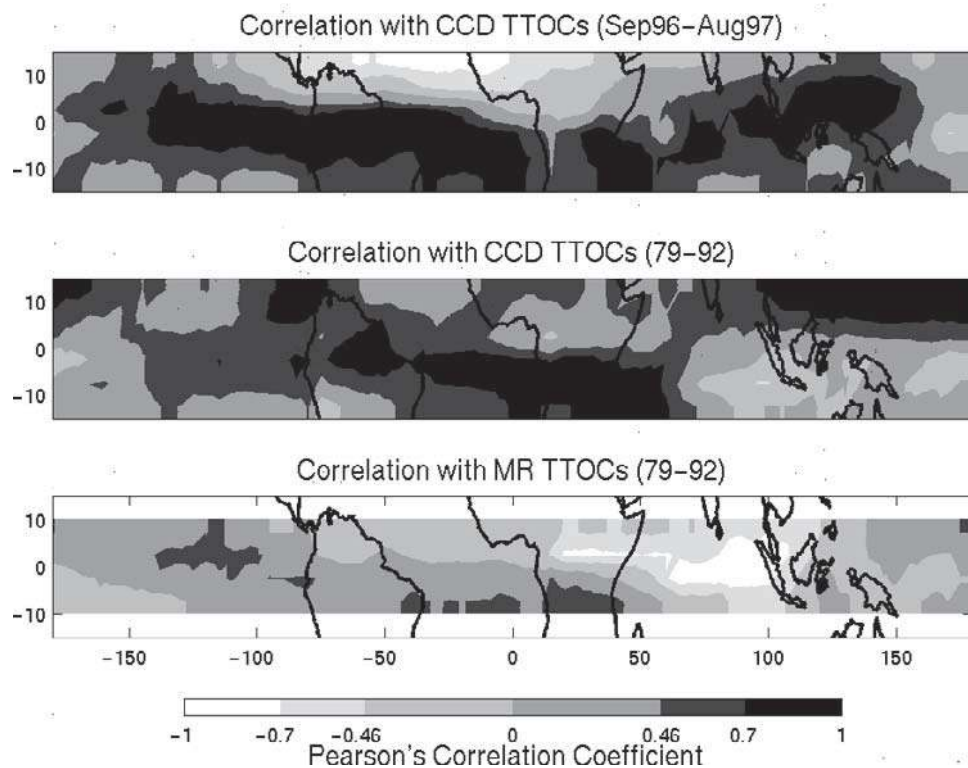 Correlation with CCD TTOCs (Sep96–Aug97)
10
0
−10
Correlation with CCD TTOCs (79–92)
10
0
−10
Correlation with MR TTOCs (79–92)
10
0
−10
−150 −100 −50 0 50 100 150
−1 −0.7 −0.46 0 0.46 0.7 1
Pearson's Correlation Coefficient